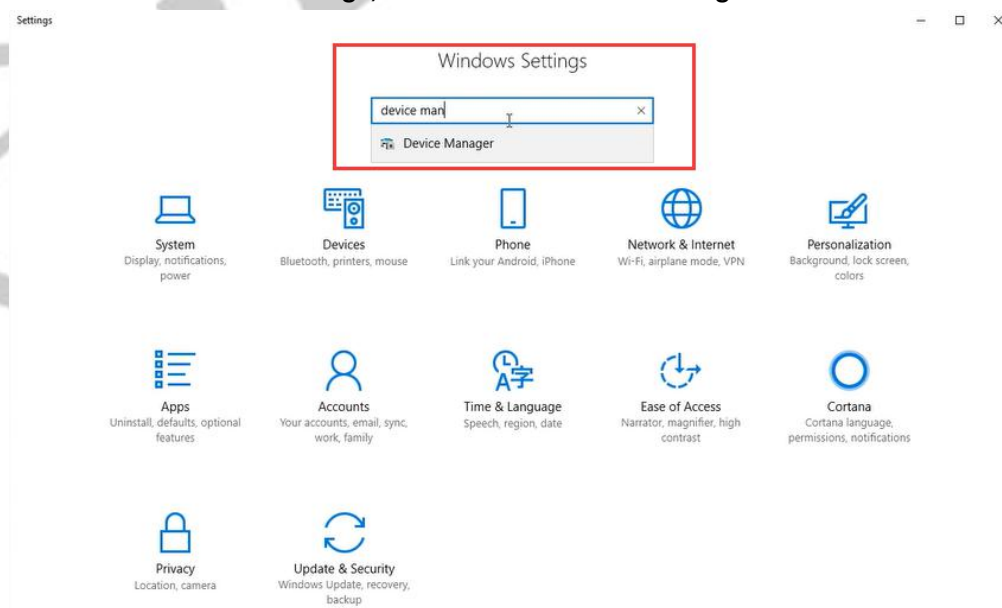 Settings
Windows Settings
device man
Device Manager
System
Display, notifications,
power
Devices
Bluetooth, printers, mouse
Phone
Link your Android, iPhone
Network & Internet
Wi-Fi, airplane mode, VPN
Personalization
Background, lock screen,
colors
Apps
Uninstall, defaults, optional
features
Accounts
Your accounts, email, sync,
work, family
Time & Language
Speech, region, date
Ease of Access
Narrator, magnifier, high
contrast
Cortana
Cortana language,
permissions, notifications
Privacy
Location, camera
Update & Security
Windows Update, recovery,
backup